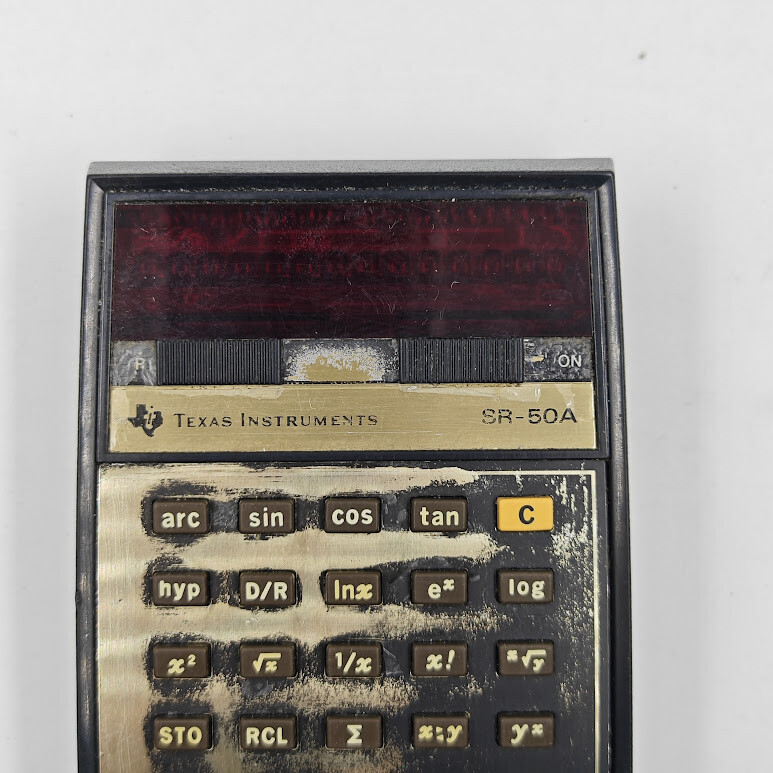 ON
TEXAS INSTRUMENTS SR-50A
arc sin cos tan C
hyp D/R lnx eˣ log
x² √x 1/x x! ˣ√y
STO RCL Σ x:y yˣ